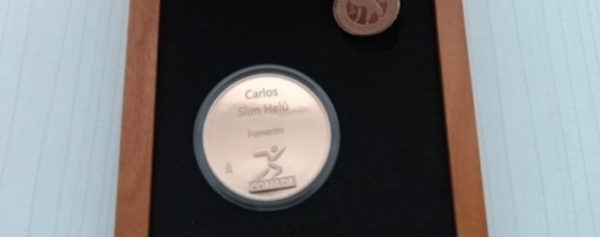 Carlos
Slim Helú
Fomento
CONADE